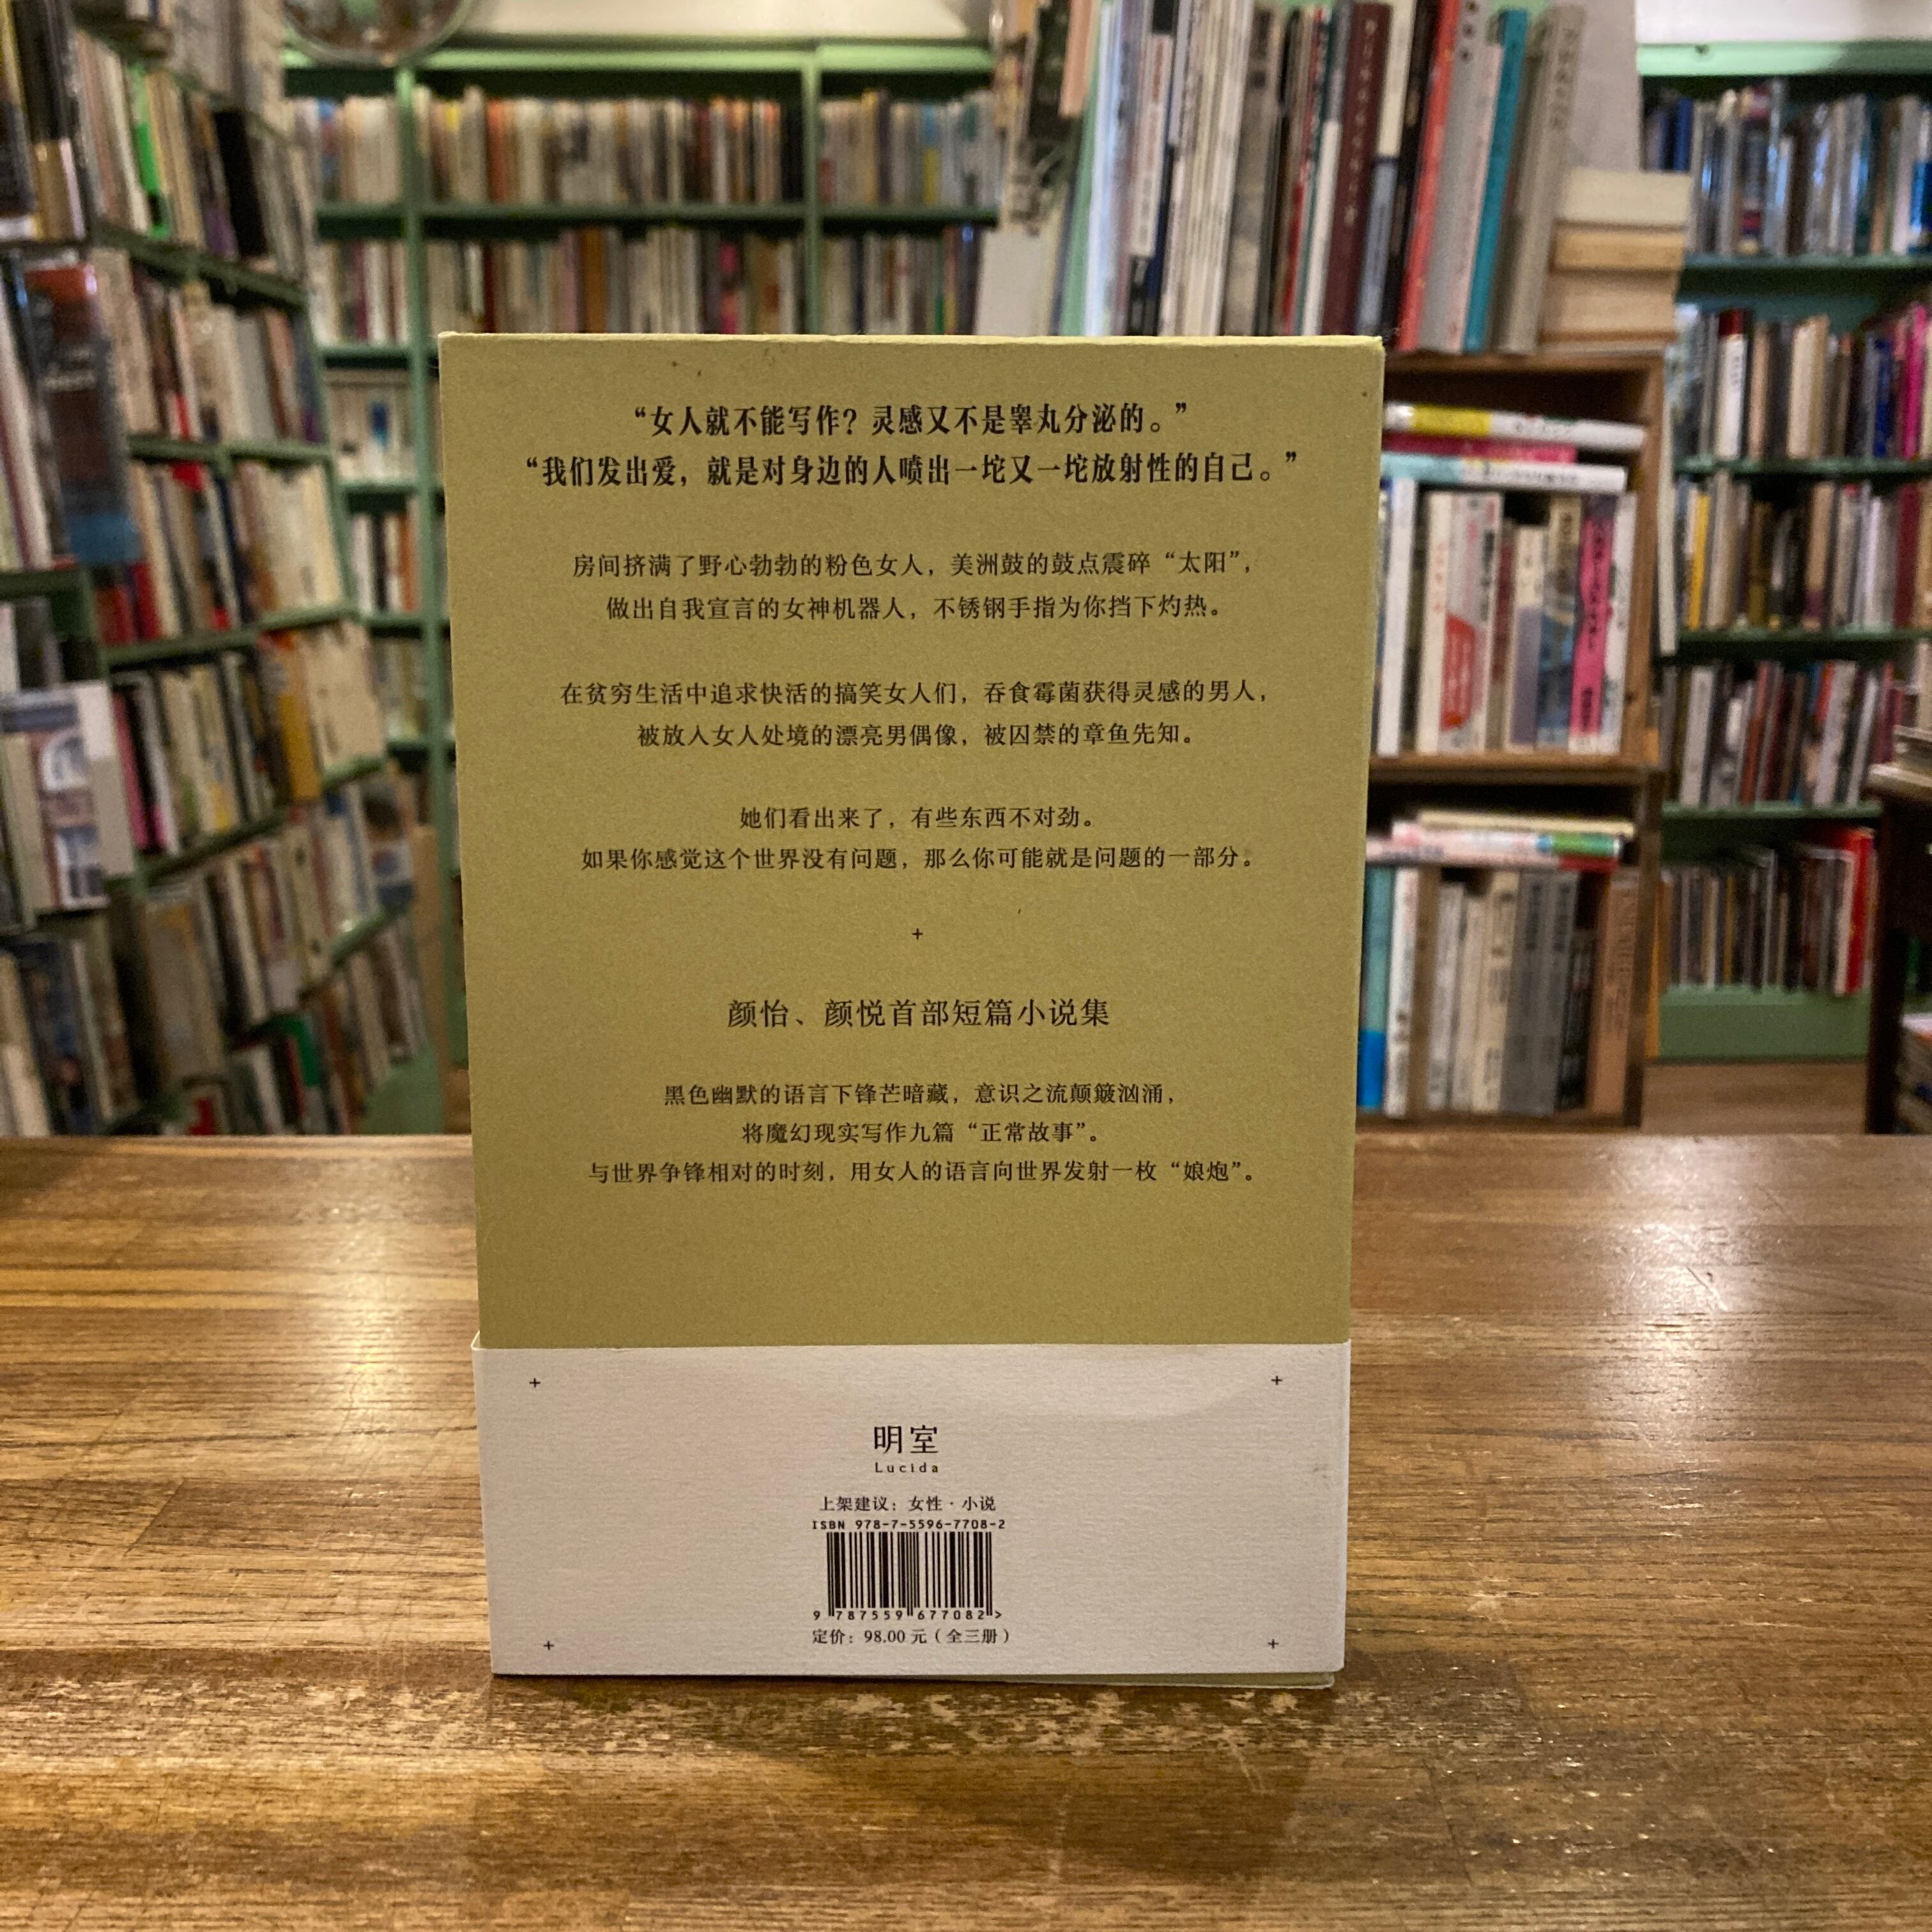 “女人就不能写作？灵感又不是睾丸分泌的。”
“我们发出爱，就是对身边的人喷出一坨又一坨放射性的自己。”
房间挤满了野心勃勃的粉色女人，美洲鼓的鼓点震碎“太阳”，
做出自我宣言的女神机器人，不锈钢手指为你挡下灼热。
在贫穷生活中追求快活的搞笑女人们，吞食霉菌获得灵感的男人，
被放入女人处境的漂亮男偶像，被囚禁的章鱼先知。
她们看出来了，有些东西不对劲。
如果你感觉这个世界没有问题，那么你可能就是问题的一部分。
+
颜怡、颜悦首部短篇小说集
黑色幽默的语言下锋芒暗藏，意识之流颠簸汹涌，
将魔幻现实写作九篇“正常故事”。
与世界争锋相对的时刻，用女人的语言向世界发射一枚“娘炮”。
明室
Lucida
上架建议：女性·小说
ISBN 978-7-5596-7708-2
9 787559 677082 >
定价：98.00 元（全三册）